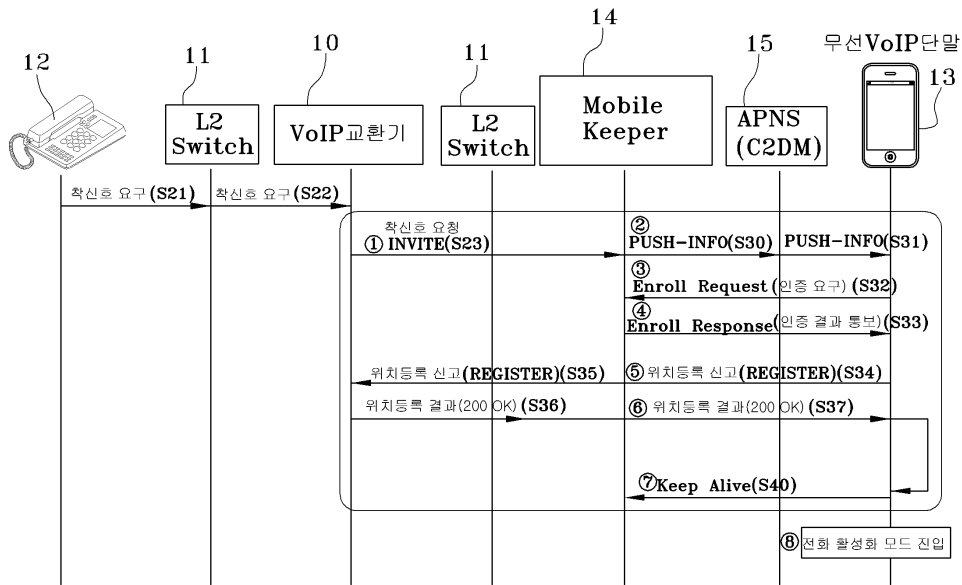 12
11
10
11
14
15
무선VoIP단말
13
L2
Switch
VoIP교환기
L2
Switch
Mobile
Keeper
APNS
(C2DM)
착신호 요구(S21)
착신호 요구(S22)
착신호 요청
① INVITE(S23)
②
PUSH-INFO(S30)
PUSH-INFO(S31)
③
Enroll Request(인증 요구)(S32)
④
Enroll Response(인증 결과 통보)(S33)
위치등록 신고(REGISTER)(S35)
⑤위치등록 신고(REGISTER)(S34)
위치등록 결과(200 OK)(S36)
⑥ 위치등록 결과(200 OK)(S37)
⑦Keep Alive(S40)
⑧전화 활성화 모드 진입